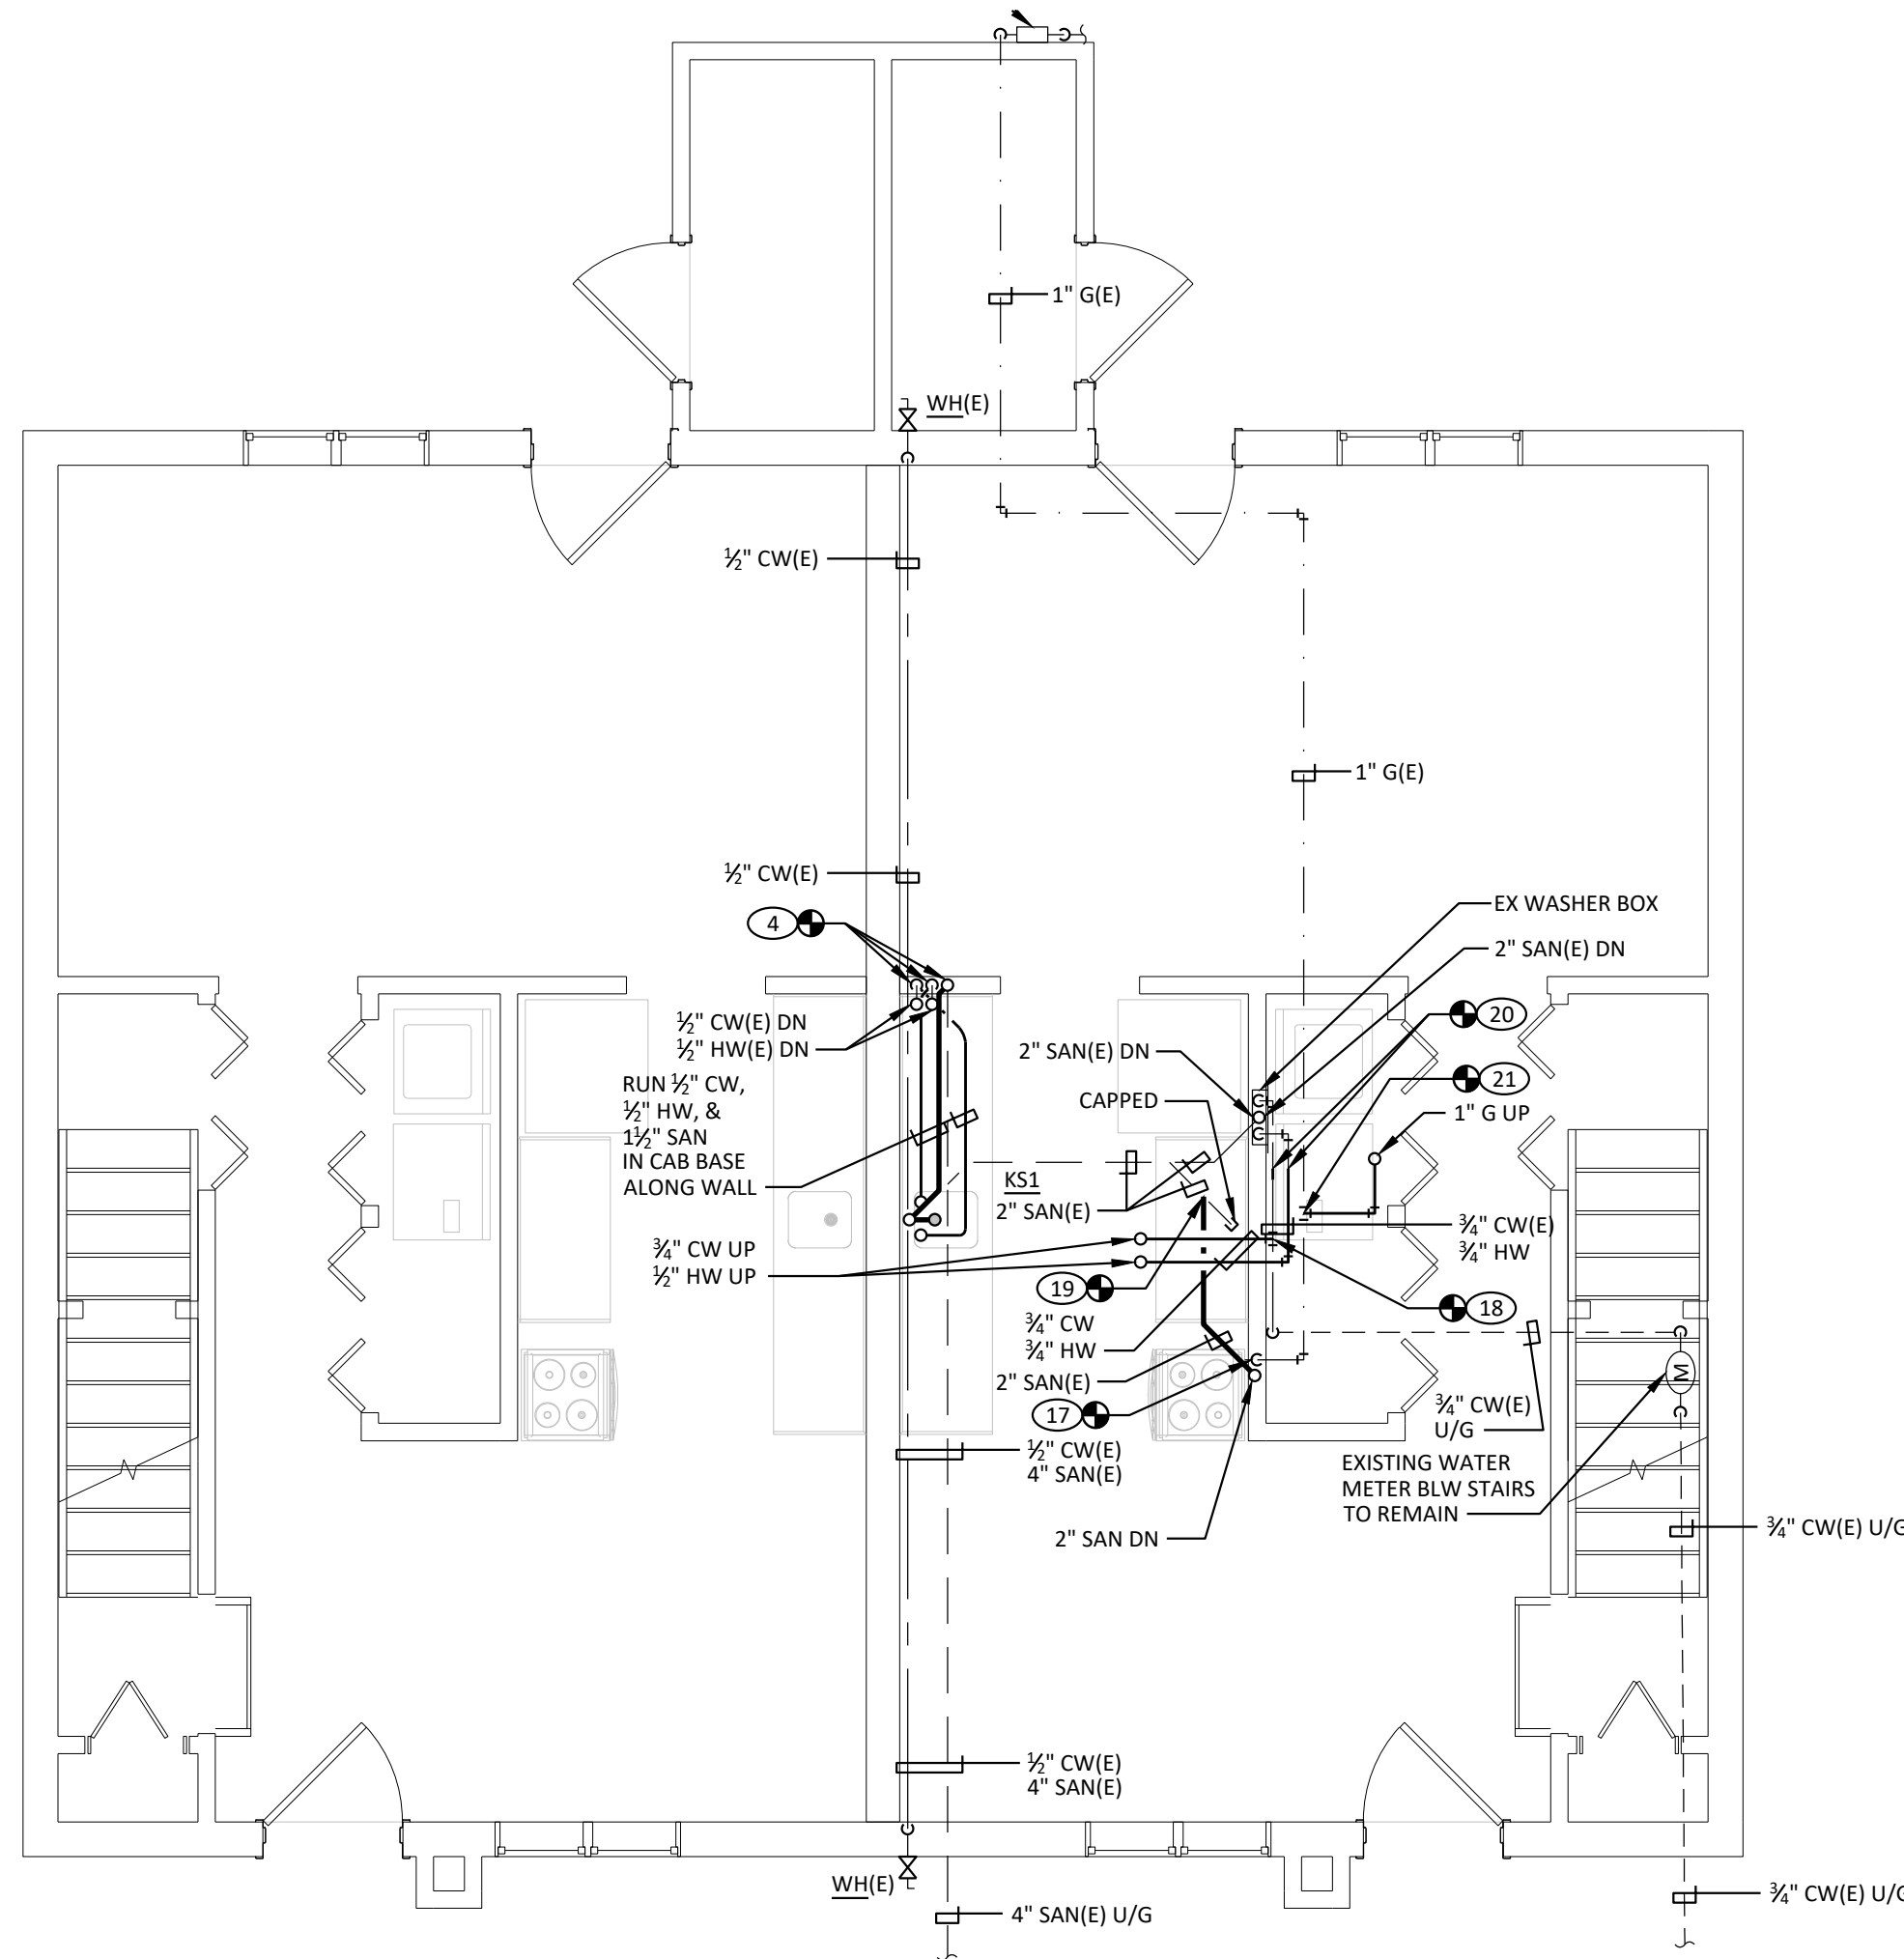 1" G(E)
WH(E)
½" CW(E)
1" G(E)
½" CW(E)
4
EX WASHER BOX
2" SAN(E) DN
½" CW(E) DN
½" HW(E) DN
20
2" SAN(E) DN
21
RUN ½" CW,
½" HW, &
1½" SAN
IN CAB BASE
ALONG WALL
CAPPED
1" G UP
KS1
2" SAN(E)
¾" CW(E)
¾" HW
¾" CW UP
½" HW UP
19
18
¾" CW
¾" HW
2" SAN(E)
17
¾" CW(E)
U/G
M
½" CW(E)
4" SAN(E)
EXISTING WATER
METER BLW STAIRS
TO REMAIN
2" SAN DN
¾" CW(E) U/G
½" CW(E)
4" SAN(E)
WH(E)
¾" CW(E) U/G
4" SAN(E) U/G